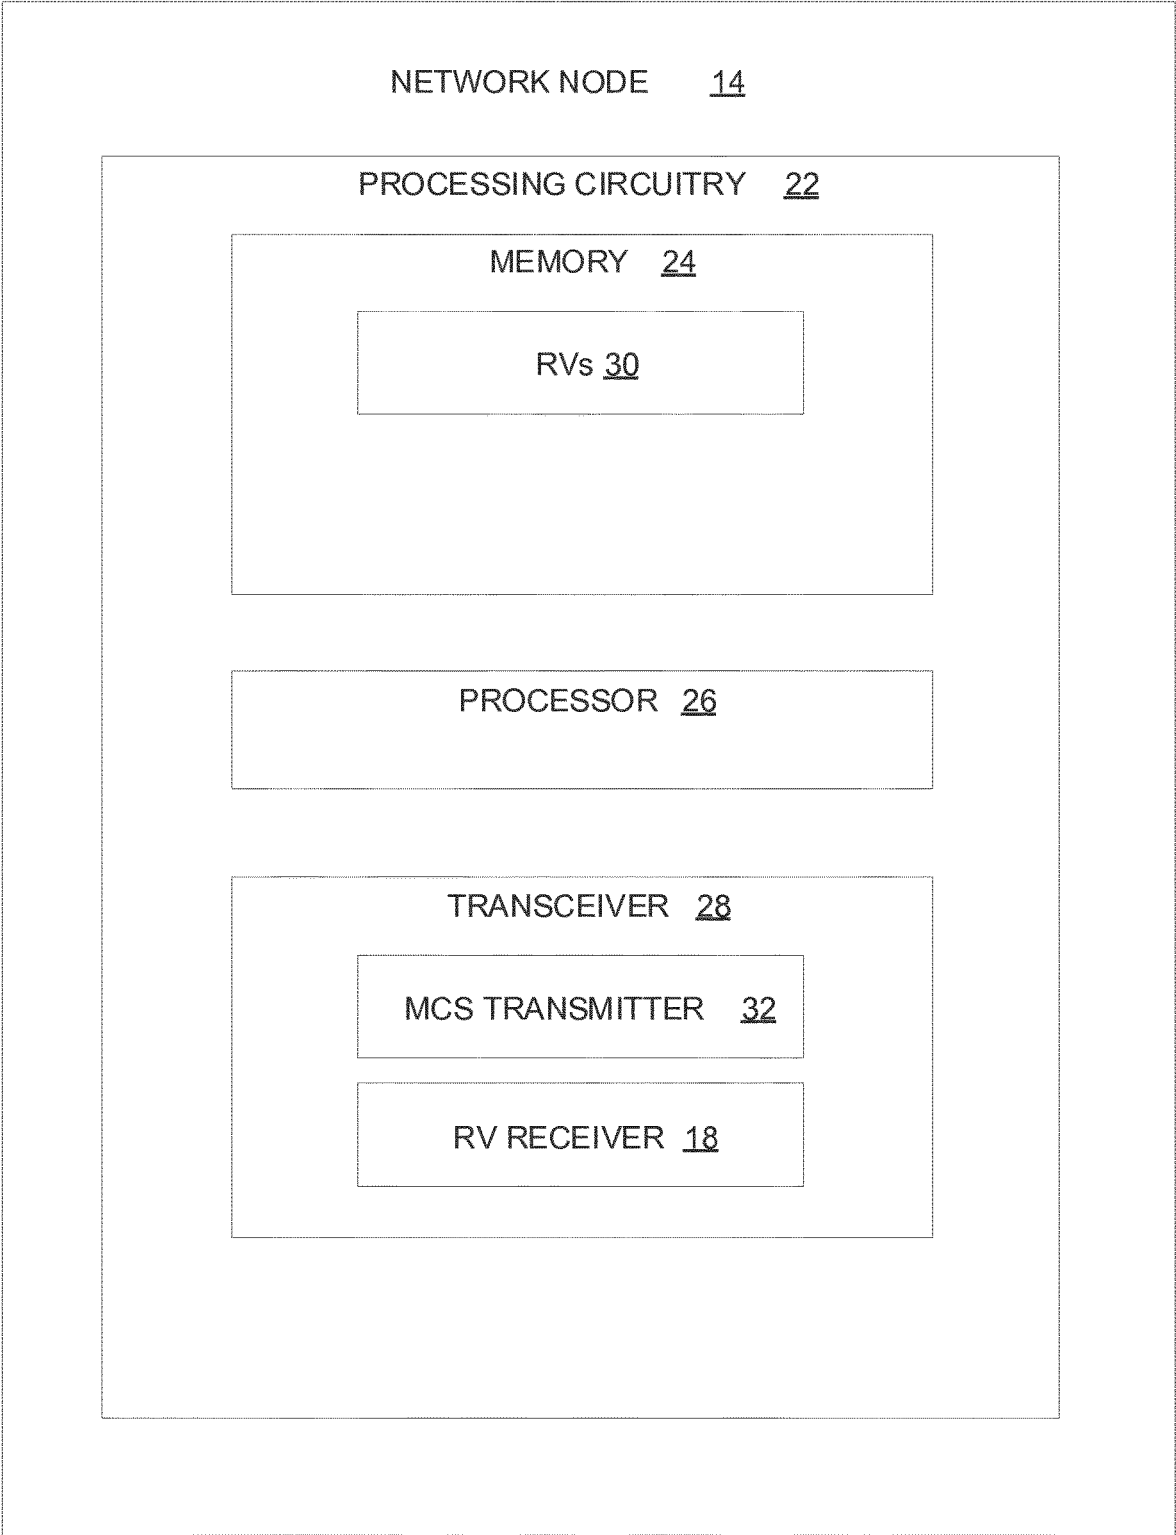 NETWORK NODE 14
PROCESSING CIRCUITRY 22
MEMORY 24
RVs 30
PROCESSOR 26
TRANSCEIVER 28
MCS TRANSMITTER 32
RV RECEIVER 18